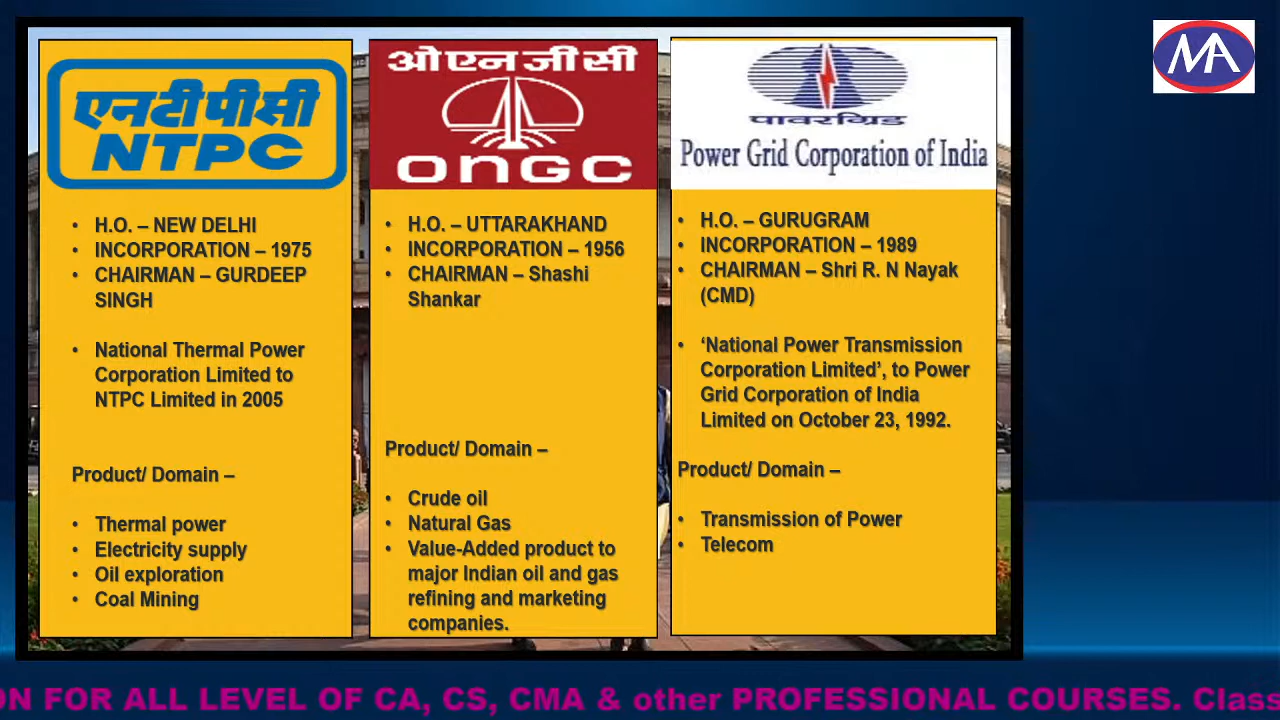 एनटीपीसी
NTPC
• H.O. – NEW DELHI
• INCORPORATION – 1975
• CHAIRMAN – GURDEEP
SINGH
• National Thermal Power
Corporation Limited to
NTPC Limited in 2005
Product/ Domain –
• Thermal power
• Electricity supply
• Oil exploration
• Coal Mining
ओएनजीसी
ONGC
• H.O. – UTTARAKHAND
• INCORPORATION – 1956
• CHAIRMAN – Shashi
Shankar
Product/ Domain –
• Crude oil
• Natural Gas
• Value-Added product to
major Indian oil and gas
refining and marketing
companies.
पावरग्रिड
Power Grid Corporation of India
• H.O. – GURUGRAM
• INCORPORATION – 1989
• CHAIRMAN – Shri R. N Nayak
(CMD)
• ‘National Power Transmission
Corporation Limited’, to Power
Grid Corporation of India
Limited on October 23, 1992.
Product/ Domain –
• Transmission of Power
• Telecom
MA
ON FOR ALL LEVEL OF CA, CS, CMA & other PROFESSIONAL COURSES. Class